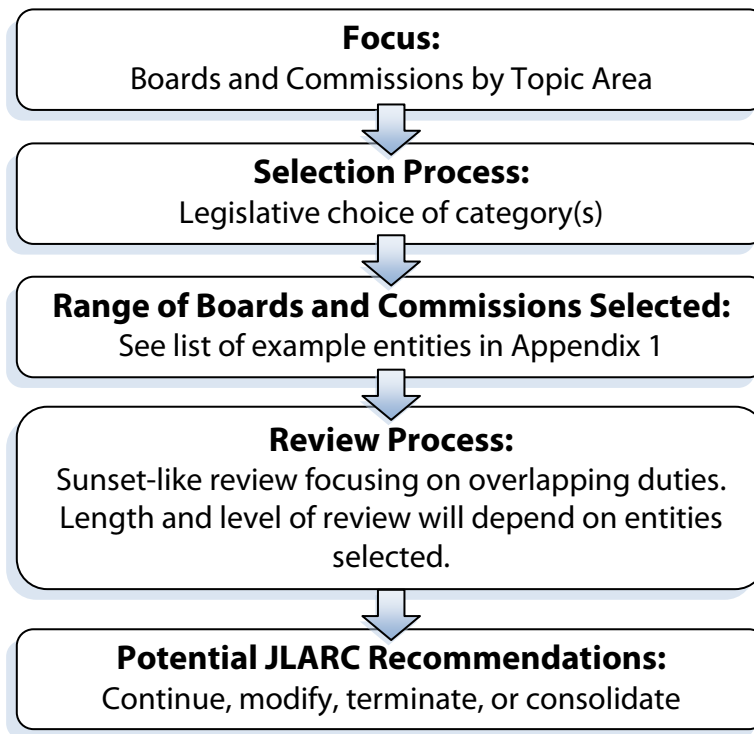 Focus:
Boards and Commissions by Topic Area
Selection Process:
Legislative choice of category(s)
Range of Boards and Commissions Selected:
See list of example entities in Appendix 1
Review Process:
Sunset-like review focusing on overlapping duties.
Length and level of review will depend on entities
selected.
Potential JLARC Recommendations:
Continue, modify, terminate, or consolidate